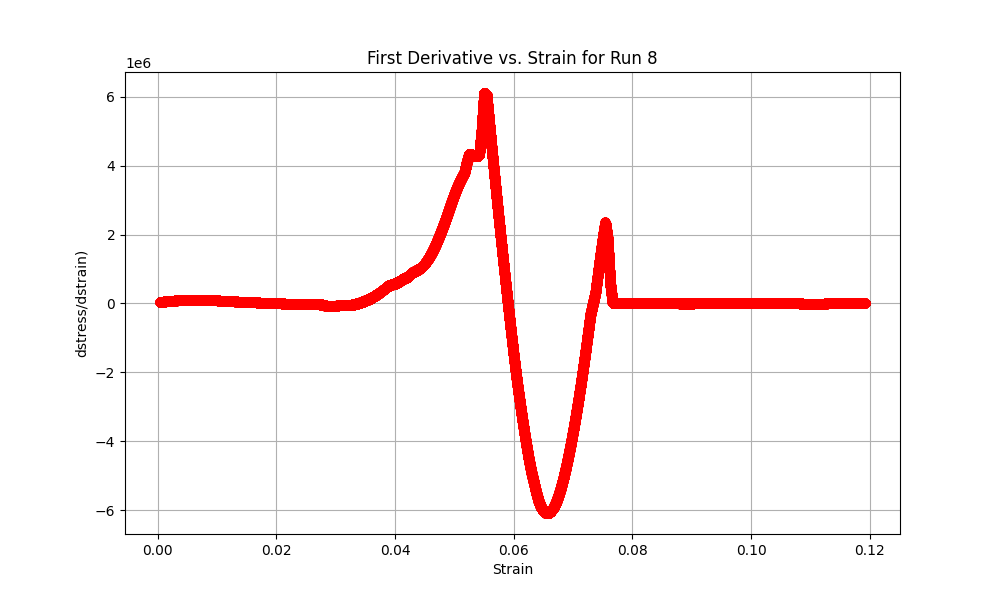 First Derivative vs. Strain for Run 8
1e6
6
4
2
0
−2
−4
−6
dstress/dstrain)
0.00 0.02 0.04 0.06 0.08 0.10 0.12
Strain